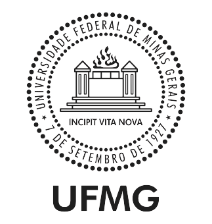 UNIVERSIDADE FEDERAL DE MINAS GERAIS
INCIPIT VITA NOVA
* 7 DE SETEMBRO DE 1927 *
UFMG